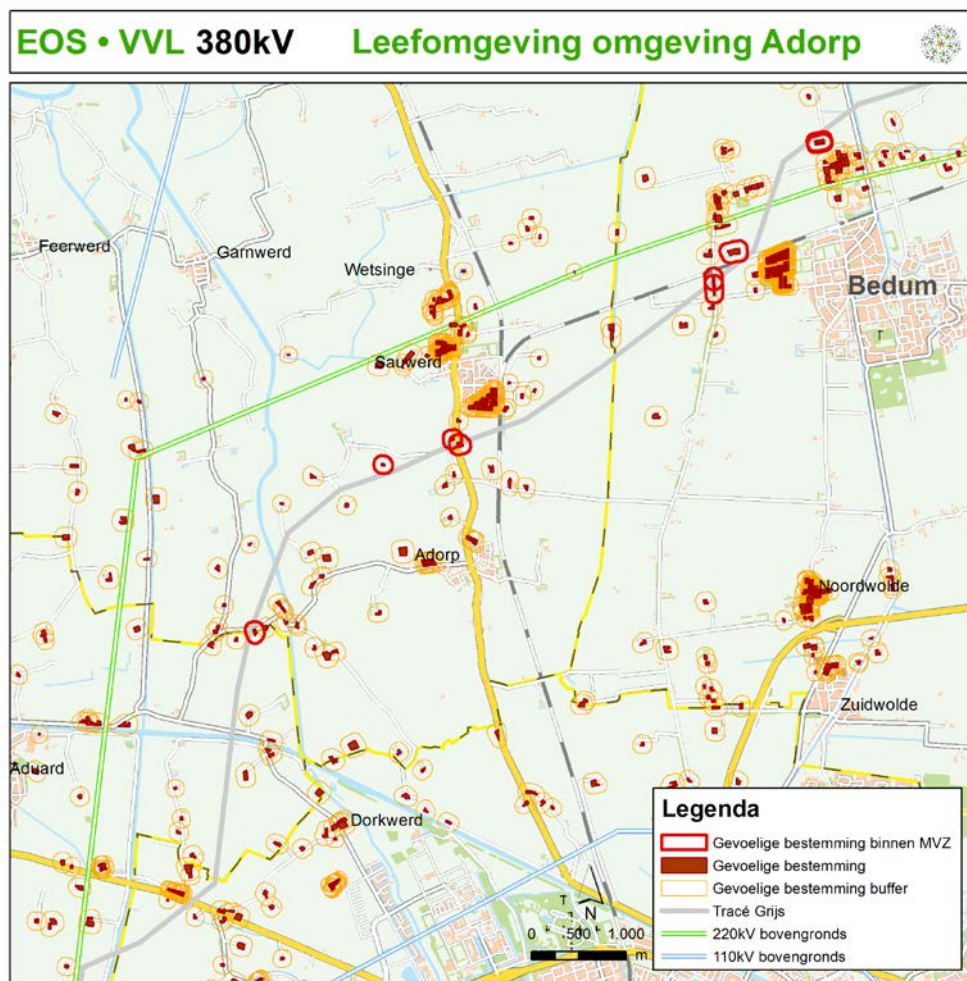 EOS • VVL 380kV Leefomgeving omgeving Adorp
Feerwerd
Garnwerd
Wetsinge
Bedum
Sauwerd
Adorp
Noordwolde
Zuidwolde
Aduard
Dorkwerd
Legenda
Gevoelige bestemming binnen MVZ
Gevoelige bestemming
Gevoelige bestemming buffer
Tracé Grijs
220kV bovengronds
110kV bovengronds
N
0 500 1.000
m